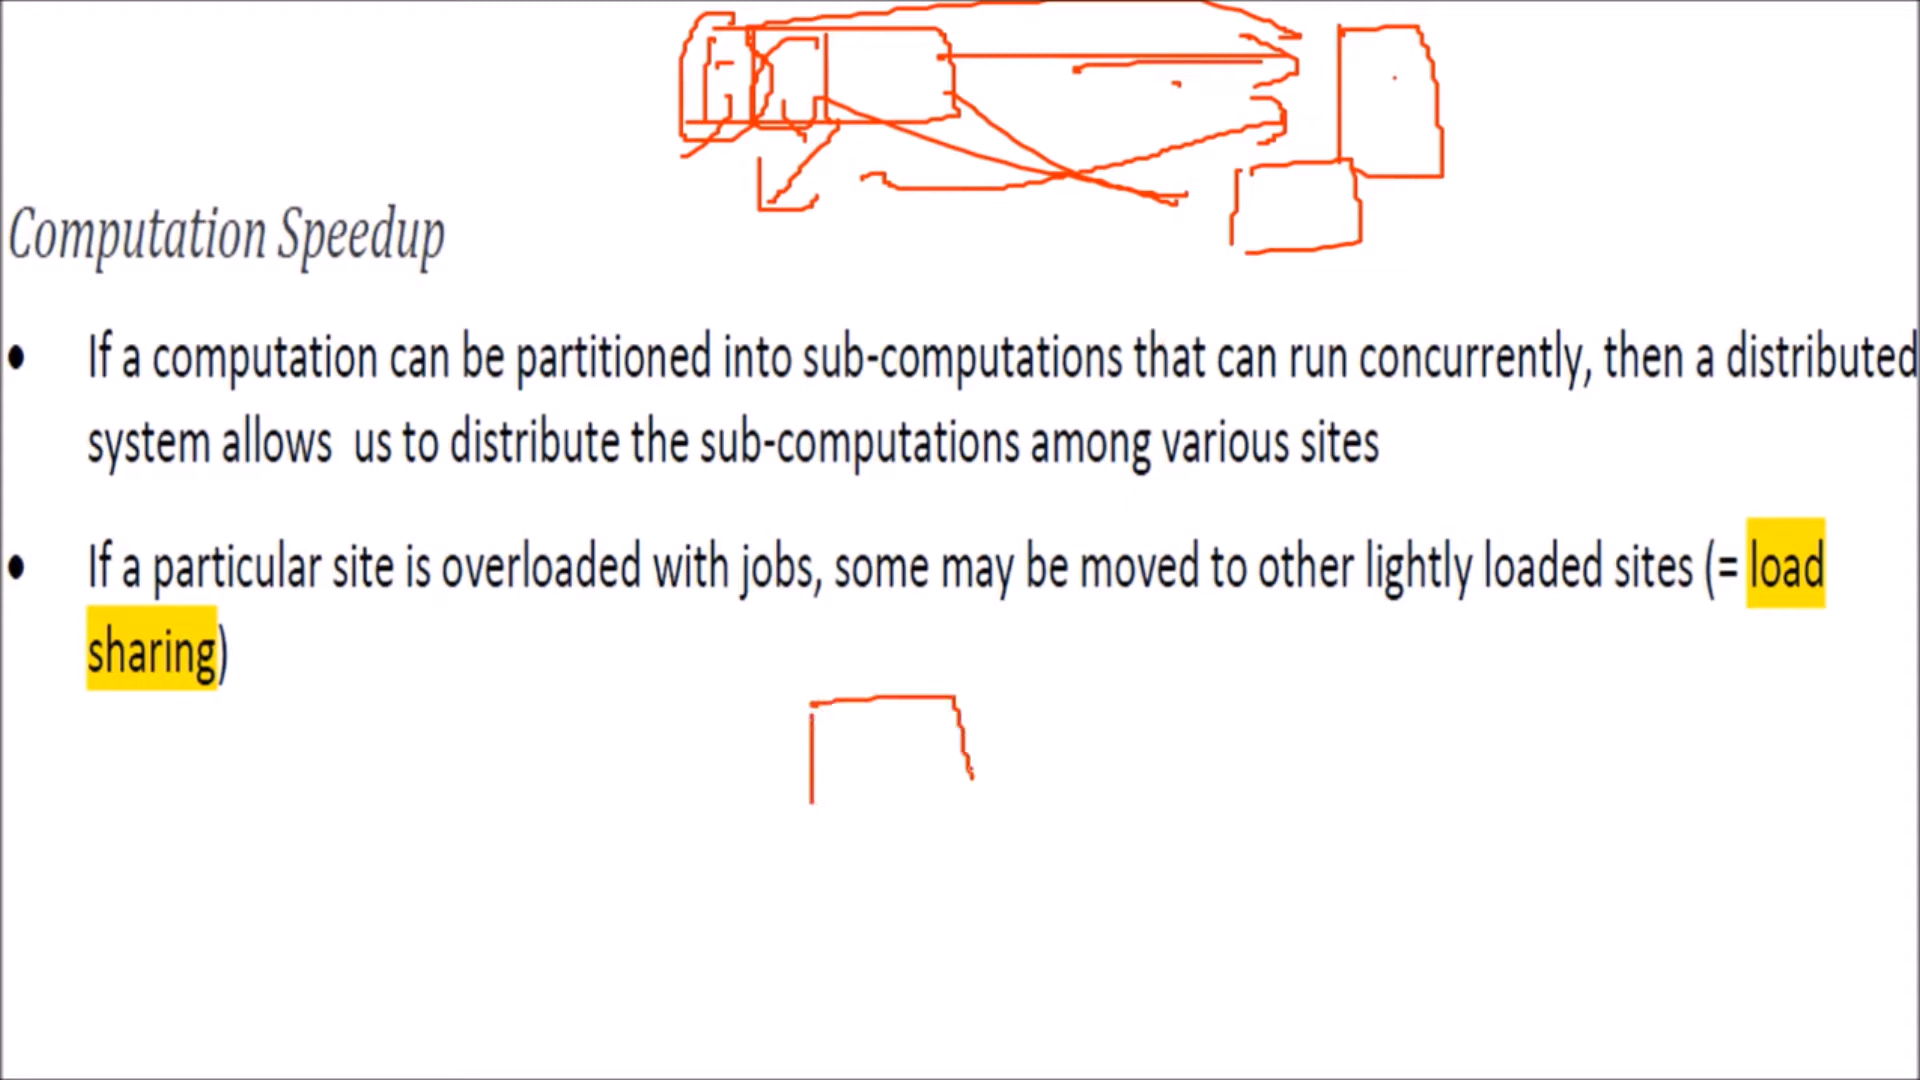 Computation Speedup
• If a computation can be partitioned into sub-computations that can run concurrently, then a distributed
system allows us to distribute the sub-computations among various sites
• If a particular site is overloaded with jobs, some may be moved to other lightly loaded sites (= load
sharing)